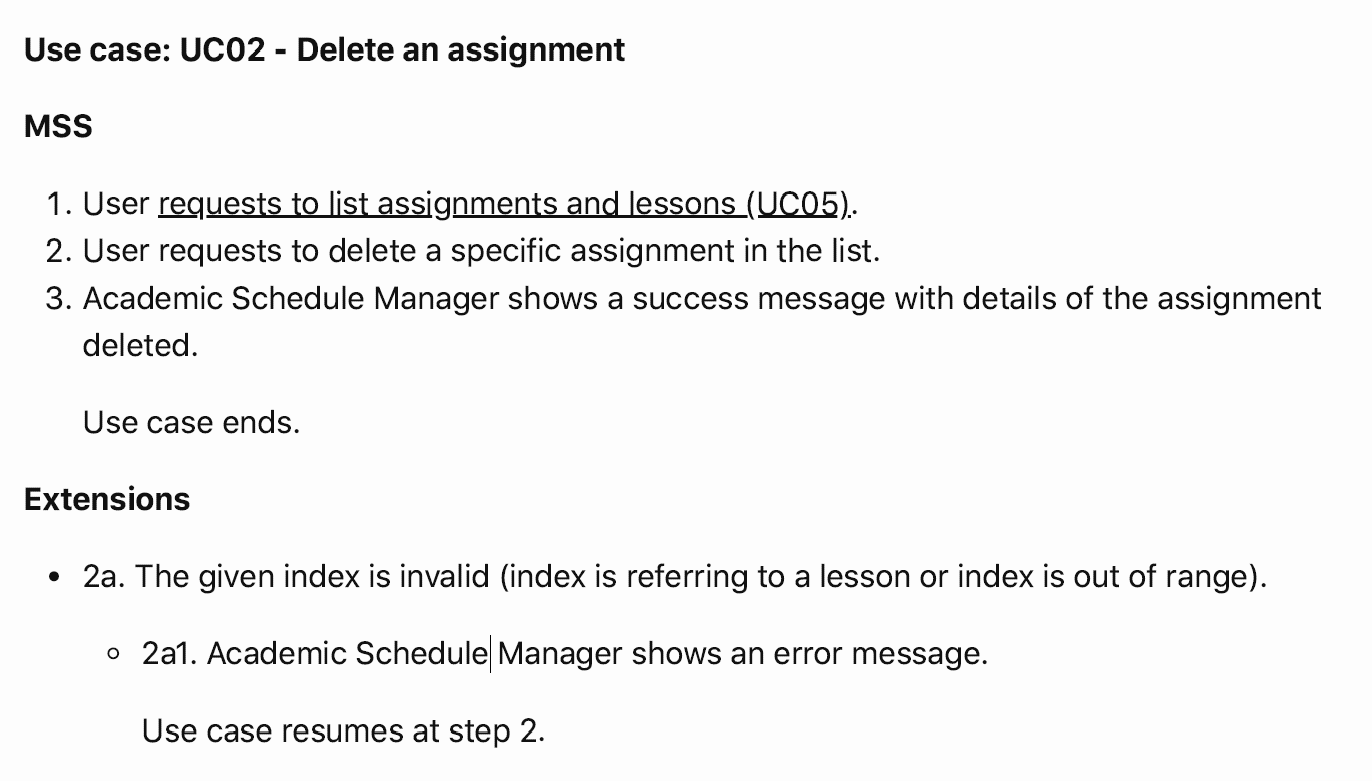 Use case: UC02 - Delete an assignment
MSS
1. User requests to list assignments and lessons (UC05).
2. User requests to delete a specific assignment in the list.
3. Academic Schedule Manager shows a success message with details of the assignment
deleted.
Use case ends.
Extensions
• 2a. The given index is invalid (index is referring to a lesson or index is out of range).
◦ 2a1. Academic Schedule Manager shows an error message.
Use case resumes at step 2.